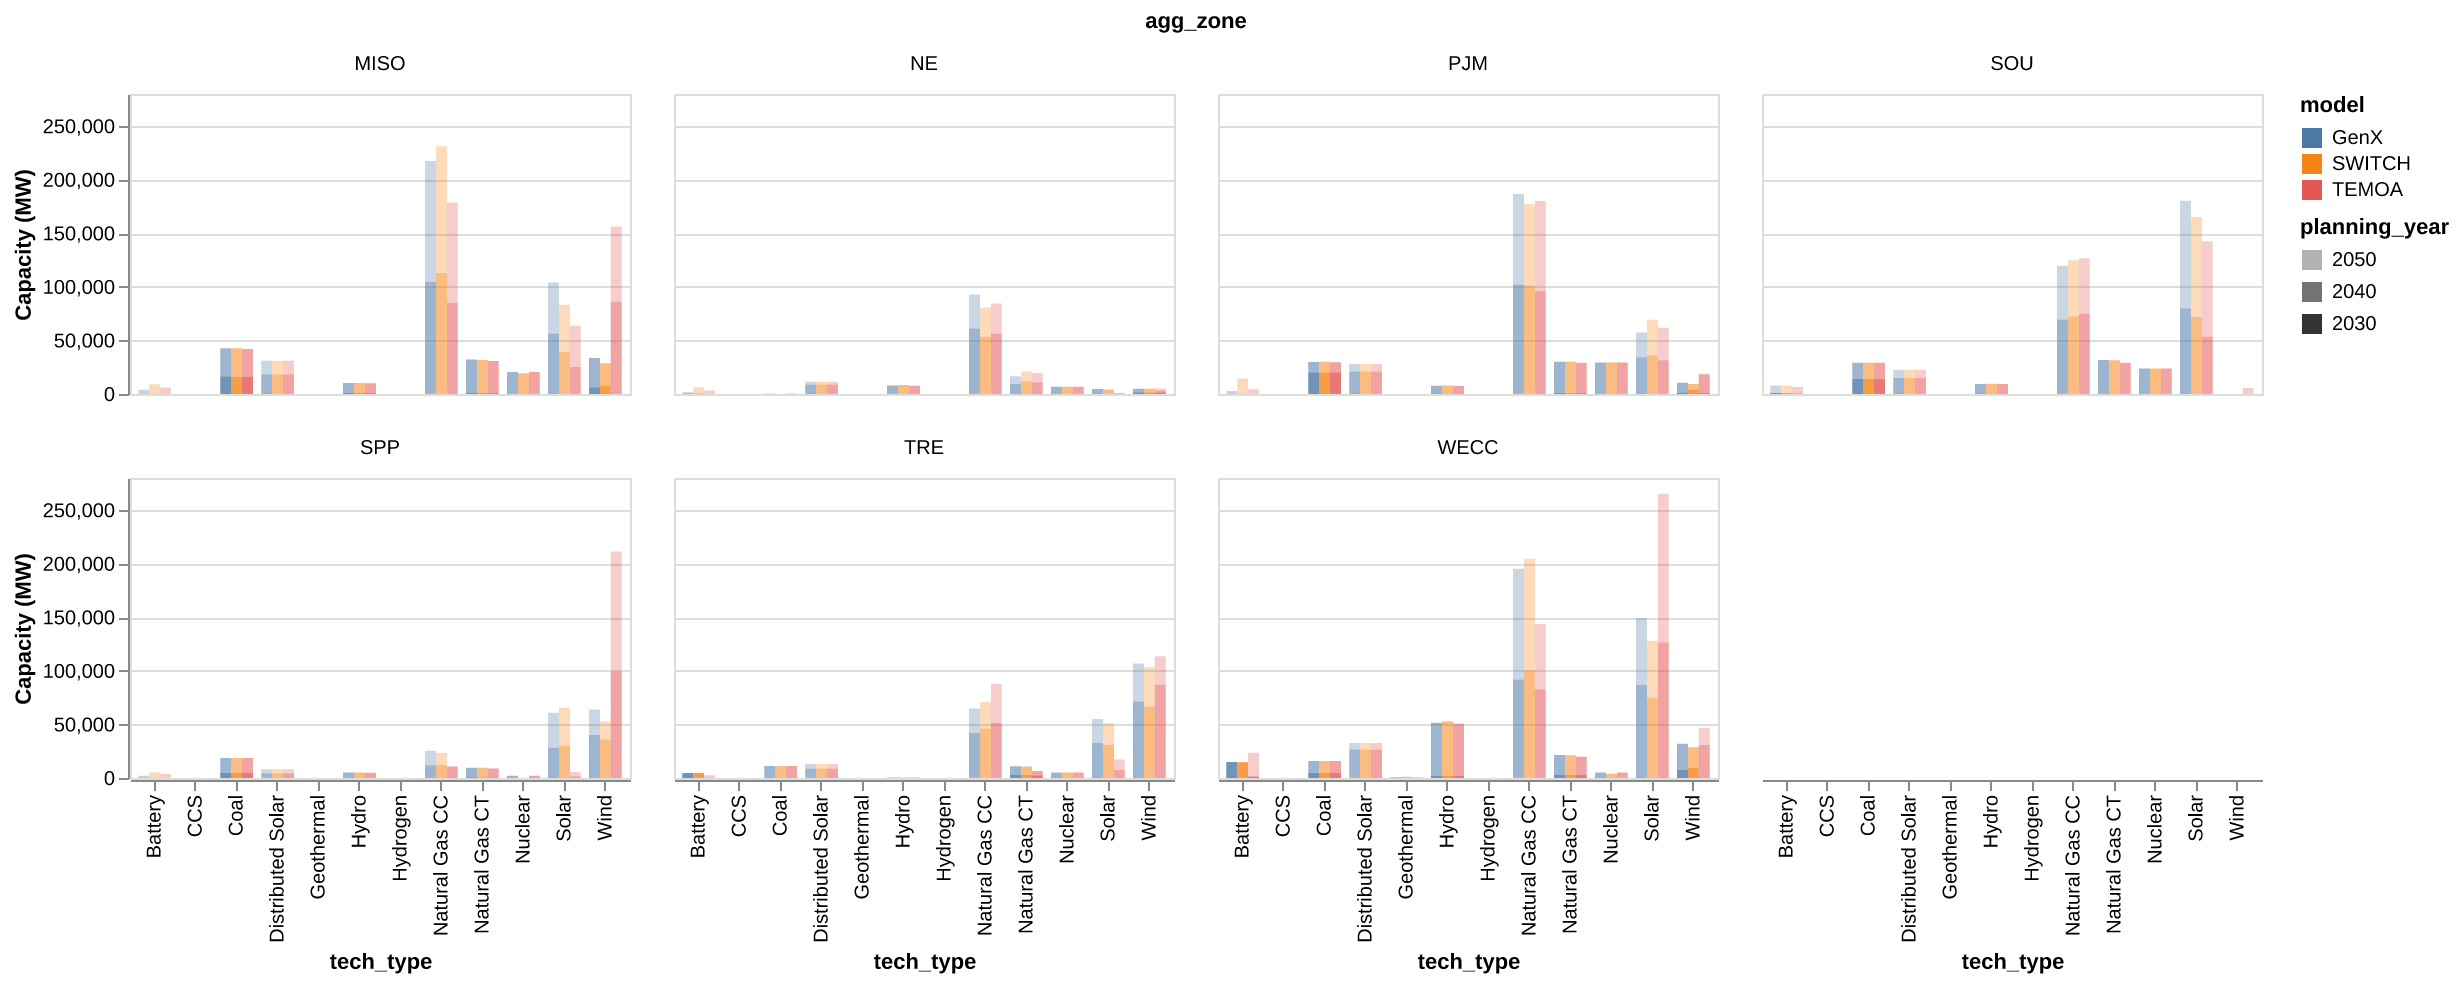 agg_zone
MISO
NE
PJM
SOU
model
GenX
SWITCH
TEMOA
planning_year
2050
2040
2030
Capacity (MW)
250,000
200,000
150,000
100,000
50,000
0
SPP
TRE
WECC
Capacity (MW)
250,000
200,000
150,000
100,000
50,000
0
Battery
CCS
Coal
Distributed Solar
Geothermal
Hydro
Hydrogen
Natural Gas CC
Natural Gas CT
Nuclear
Solar
Wind
Battery
CCS
Coal
Distributed Solar
Geothermal
Hydro
Hydrogen
Natural Gas CC
Natural Gas CT
Nuclear
Solar
Wind
Battery
CCS
Coal
Distributed Solar
Geothermal
Hydro
Hydrogen
Natural Gas CC
Natural Gas CT
Nuclear
Solar
Wind
Battery
CCS
Coal
Distributed Solar
Geothermal
Hydro
Hydrogen
Natural Gas CC
Natural Gas CT
Nuclear
Solar
Wind
tech_type
tech_type
tech_type
tech_type